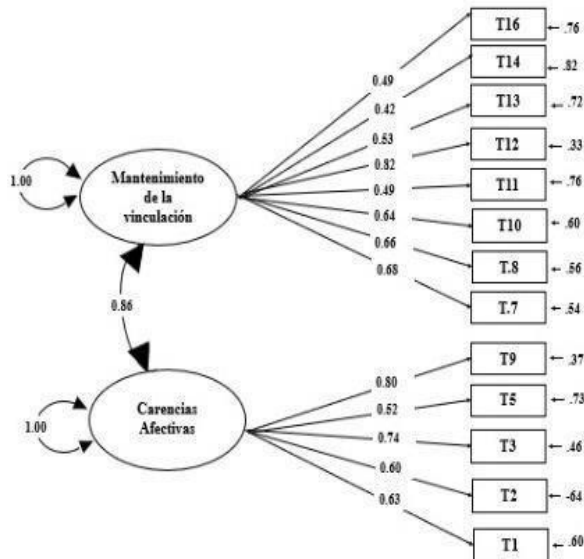 T16
.76
0.49
T14
.82
0.42
T13
.72
0.53
T12
.33
0.82
T11
.76
0.49
T10
.60
0.64
T.8
.56
0.66
T.7
.54
0.68
1.00
Mantenimiento
de la
vinculación
0.86
T9
.37
0.80
T5
.73
0.52
T3
.46
0.74
T2
-64
0.60
T1
.60
0.63
1.00
Carencias
Afectivas